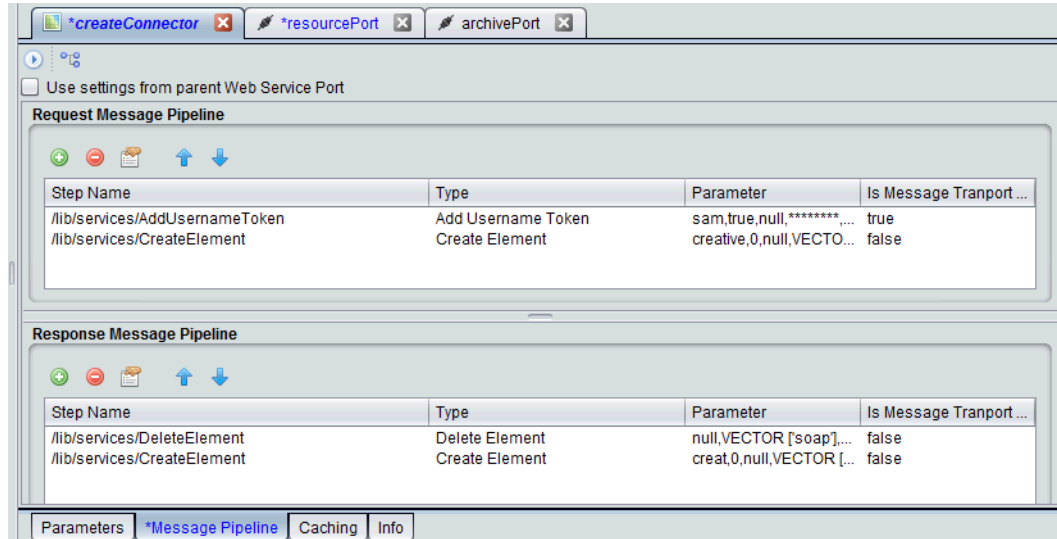 *createConnector *resourcePort archivePort
Use settings from parent Web Service Port
Request Message Pipeline
Step Name Type Parameter Is Message Tranport ...
/lib/services/AddUsernameToken Add Username Token sam,true,null,********,... true
/lib/services/CreateElement Create Element creative,0,null,VECTO... false
Response Message Pipeline
Step Name Type Parameter Is Message Tranport ...
/lib/services/DeleteElement Delete Element null,VECTOR ['soap'],... false
/lib/services/CreateElement Create Element creat,0,null,VECTOR [... false
Parameters *Message Pipeline Caching Info